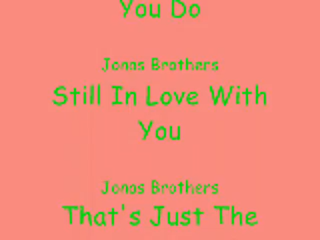 You Do
Jonas Brothers
Still In Love With
You
Jonas Brothers
That's Just The